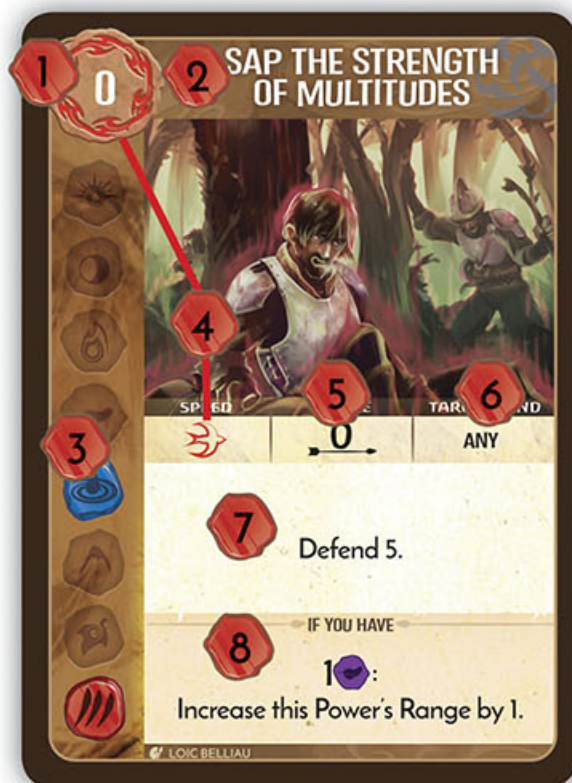 1
0
2
SAP THE STRENGTH
OF MULTITUDES
4
5
6
3
0
ANY
7
Defend 5.
IF YOU HAVE
8
1 :
Increase this Power's Range by 1.
LOIC BELLIAU